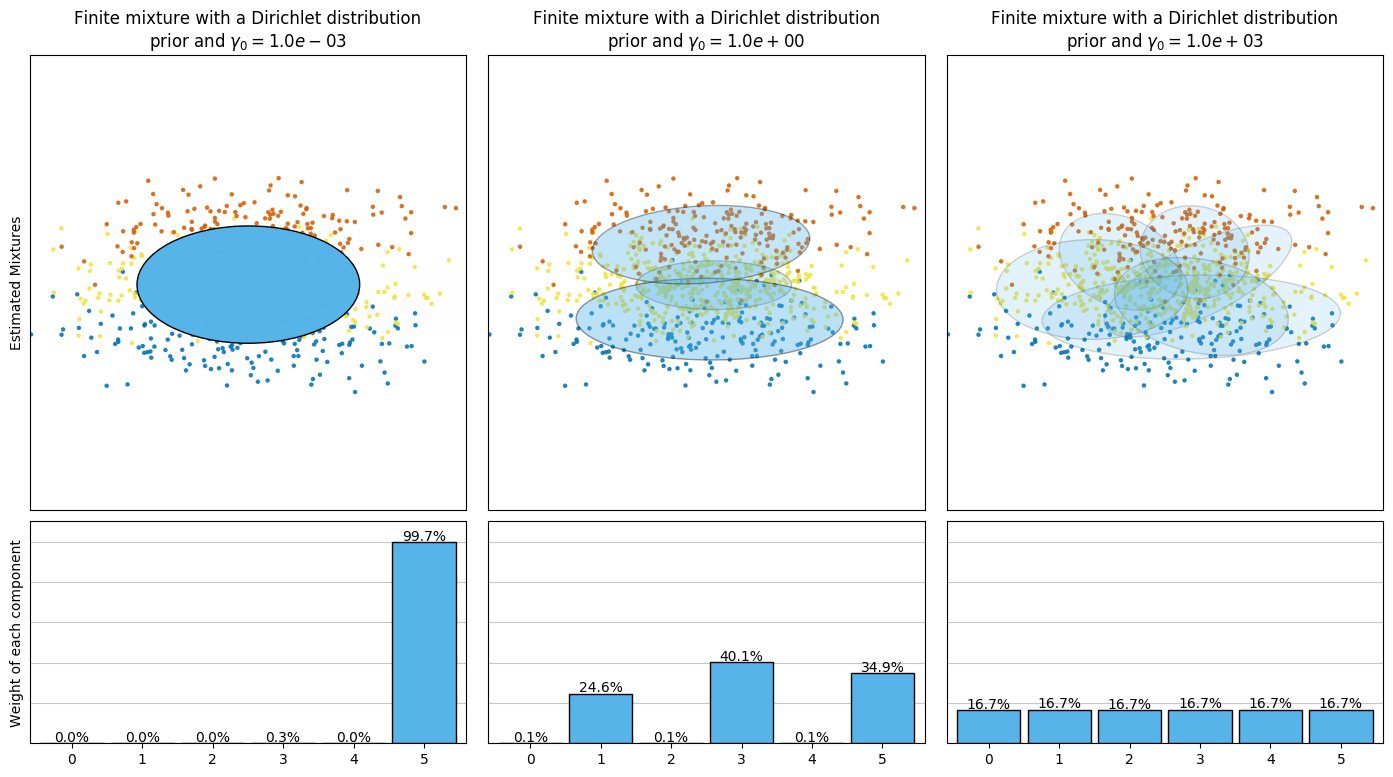 Finite mixture with a Dirichlet distribution
prior and γ₀ = 1.0e − 03
Finite mixture with a Dirichlet distribution
prior and γ₀ = 1.0e + 00
Finite mixture with a Dirichlet distribution
prior and γ₀ = 1.0e + 03
Estimated Mixtures
Weight of each component
0.0% 0.0% 0.0% 0.3% 0.0% 99.7%
0 1 2 3 4 5
0.1% 24.6% 0.1% 40.1% 0.1% 34.9%
0 1 2 3 4 5
16.7% 16.7% 16.7% 16.7% 16.7% 16.7%
0 1 2 3 4 5